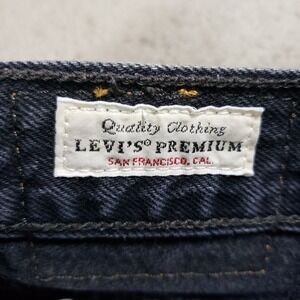 Quality Clothing
LEVI'S® PREMIUM
SAN FRANCISCO, CAL.